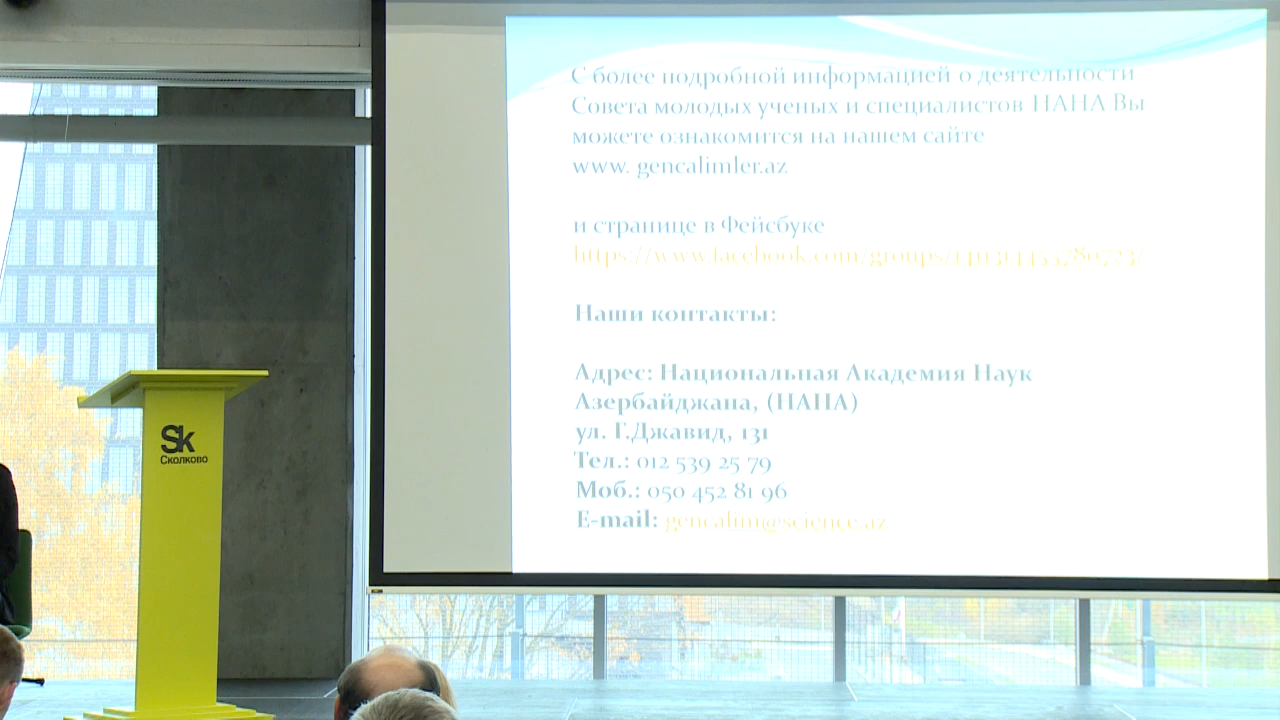 С более подробной информацией о деятельности
Совета молодых ученых и специалистов НАНА Вы
можете ознакомится на нашем сайте
www. gencalimler.az
и странице в Фейсбуке
Наши контакты:
Адрес: Национальная Академия Наук
Азербайджана, (НАНА)
ул. Г.Джавид, 131
Тел.: 012 539 25 79
Моб.: 050 452 81 96
E-mail: gencalim@science.az
Sk
Сколково